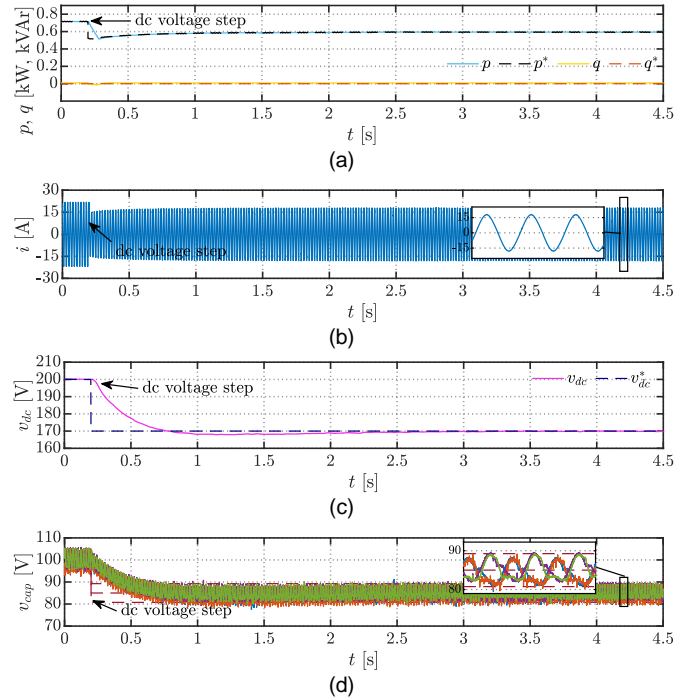 0.8
0.6
0.4
0.2
0
p, q [kW, kVAr]
dc voltage step
p p* q q*
0 0.5 1 1.5 2 2.5 3 3.5 4 4.5
t [s]
(a)
30
15
0
-15
-30
i [A]
dc voltage step
15
0
-15
0 0.5 1 1.5 2 2.5 3 3.5 4 4.5
t [s]
(b)
210
200
190
180
170
160
v_dc [V]
dc voltage step
v_dc v*_dc
0 0.5 1 1.5 2 2.5 3 3.5 4 4.5
t [s]
(c)
110
100
90
80
70
v_cap [V]
dc voltage step
90
80
0 0.5 1 1.5 2 2.5 3 3.5 4 4.5
t [s]
(d)